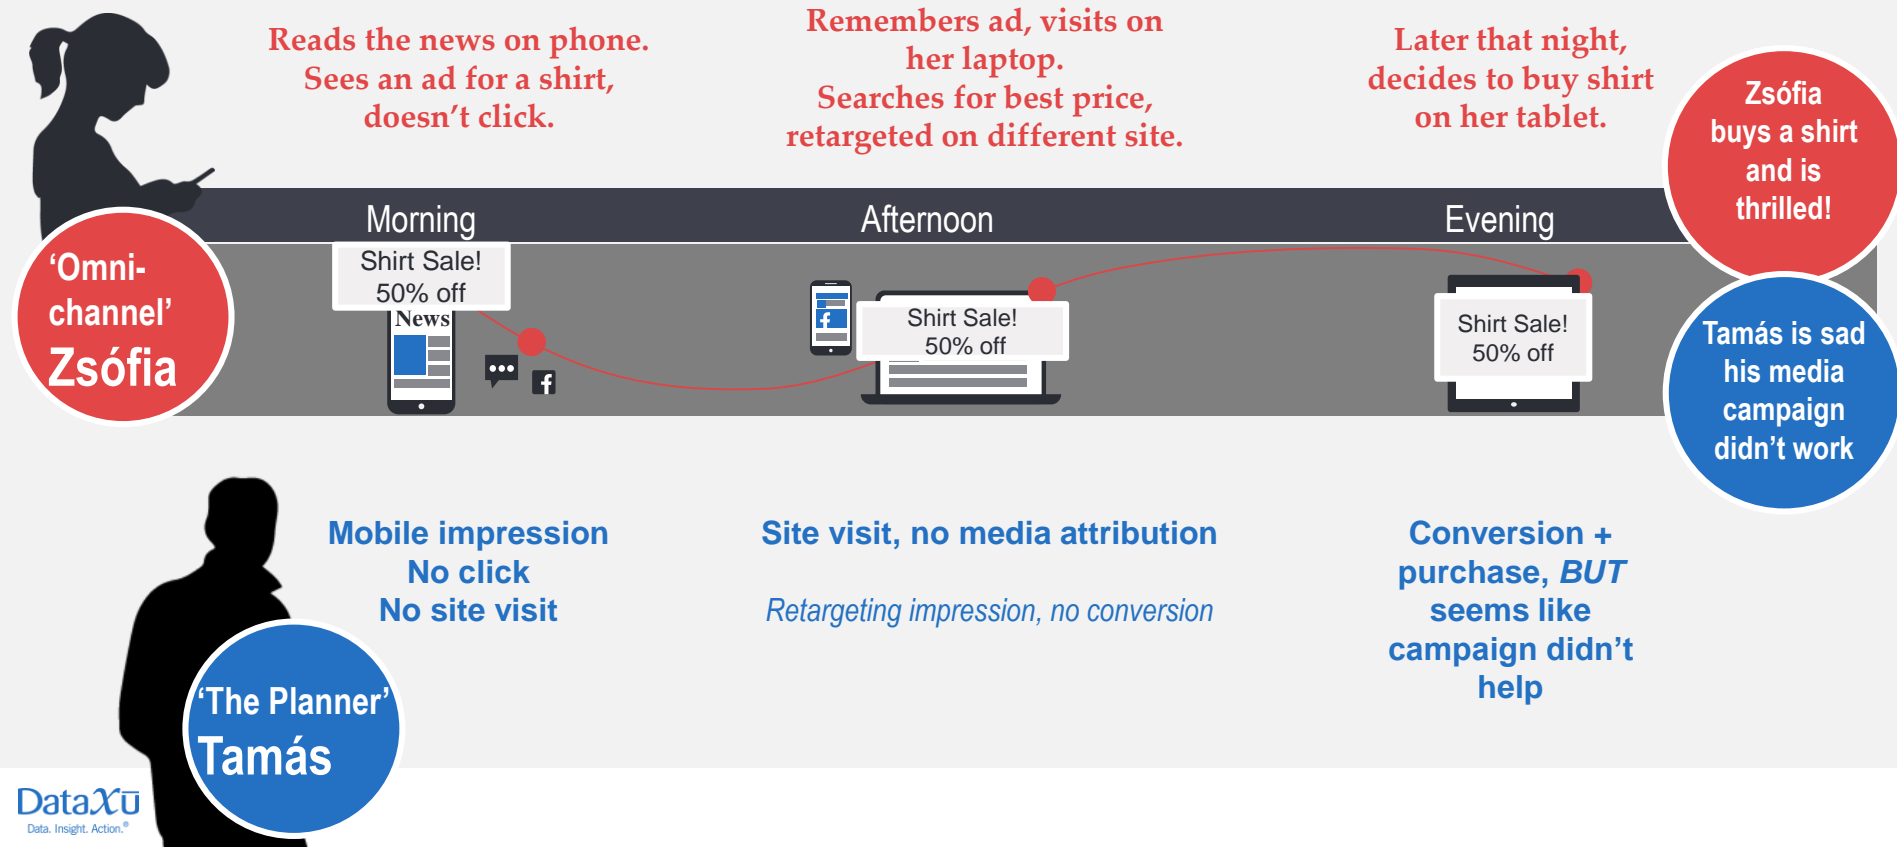 Reads the news on phone.
Sees an ad for a shirt,
doesn’t click.
Remembers ad, visits on
her laptop.
Searches for best price,
retargeted on different site.
Later that night,
decides to buy shirt
on her tablet.
Zsófia
buys a shirt
and is
thrilled!
Morning
Afternoon
Evening
‘Omni-
channel’
Zsófia
Shirt Sale!
50% off
News
Shirt Sale!
50% off
Shirt Sale!
50% off
Tamás is sad
his media
campaign
didn’t work
Mobile impression
No click
No site visit
Site visit, no media attribution
Retargeting impression, no conversion
Conversion +
purchase, BUT
seems like
campaign didn’t
help
‘The Planner’
Tamás
DataXū
Data. Insight. Action.®